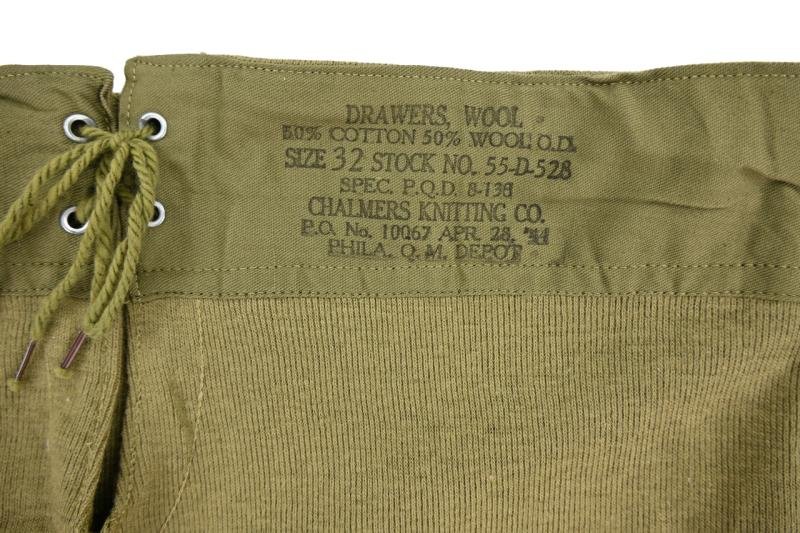 DRAWERS, WOOL
50% COTTON 50% WOOL O.D.
SIZE 32 STOCK NO. 55-D-528
SPEC. P.Q.D. 8-138
CHALMERS KNITTING CO.
P.O. No. 10067 APR. 28, '44
PHILA. Q. M. DEPOT